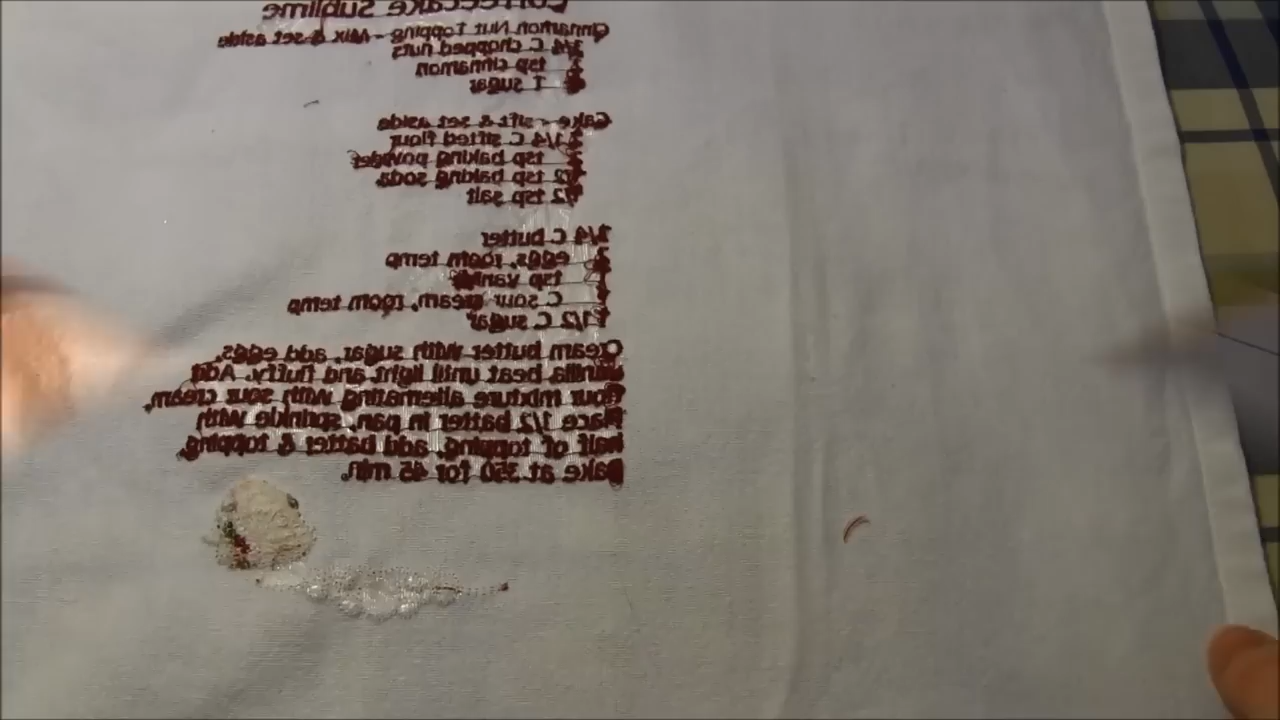 Coffeecake Sublime
Cinnamon Nut Topping - Mix & set aside
3/4 C chopped nuts
tsp cinnamon
T sugar
Cake - sift & set aside
1/4 C sifted flour
tsp baking powder
1/2 tsp baking soda
1/2 tsp salt
3/4 C butter
eggs, room temp
tsp vanilla
C sour cream, room temp
1 1/2 C sugar
Cream butter with sugar, add eggs,
vanilla beat until light and fluffy. Add
flour mixture alternating with sour cream,
Place 1/2 batter in pan, sprinkle with
half of topping, add batter & topping,
Bake at 350 for 45 min.